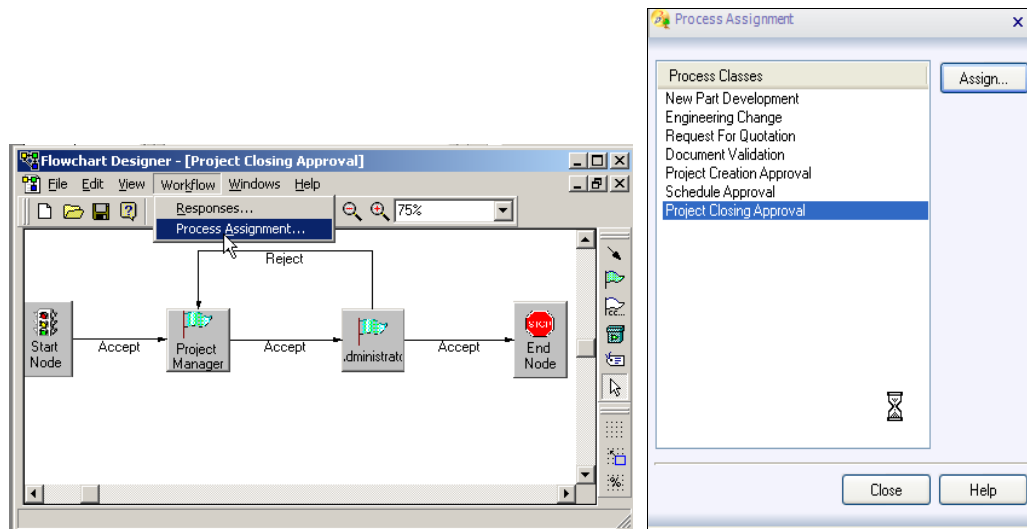 Flowchart Designer - [Project Closing Approval]
File Edit View Workflow Windows Help
75%
Responses...
Process Assignment...
Reject
Start
Node
Accept
Project
Manager
Accept
.dministrato
Accept
STOP
End
Node
CC...
%
Process Assignment
Process Classes
New Part Development
Engineering Change
Request For Quotation
Document Validation
Project Creation Approval
Schedule Approval
Project Closing Approval
Assign...
Close
Help